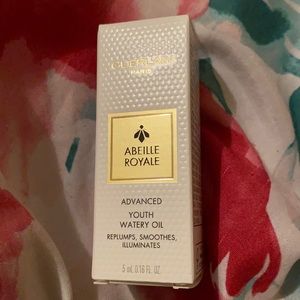 GUERLAIN
PARIS
ABEILLE
ROYALE
ADVANCED
YOUTH
WATERY OIL
REPLUMPS, SMOOTHES,
ILLUMINATES
5 mL 0.16 FL. OZ.